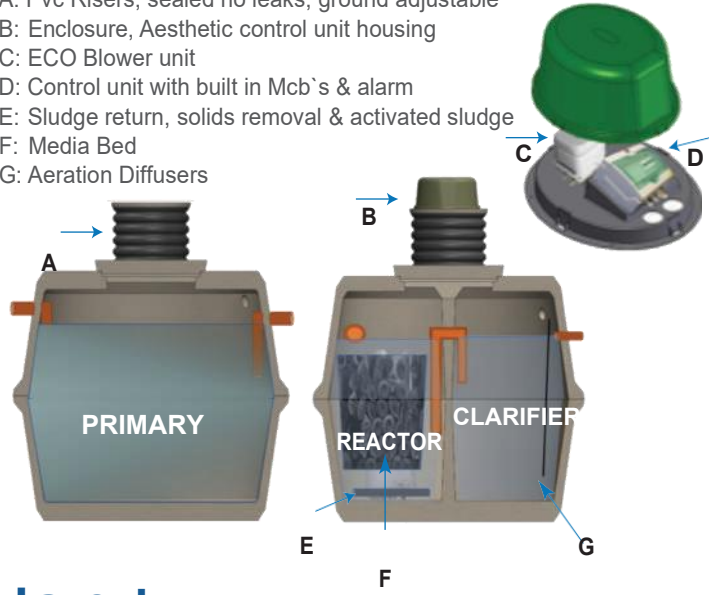 A: Pvc Risers, sealed no leaks, ground adjustable
B: Enclosure, Aesthetic control unit housing
C: ECO Blower unit
D: Control unit with built in Mcb`s & alarm
E: Sludge return, solids removal & activated sludge
F: Media Bed
G: Aeration Diffusers
C
D
B
A
PRIMARY
CLARIFIER
REACTOR
E
G
F